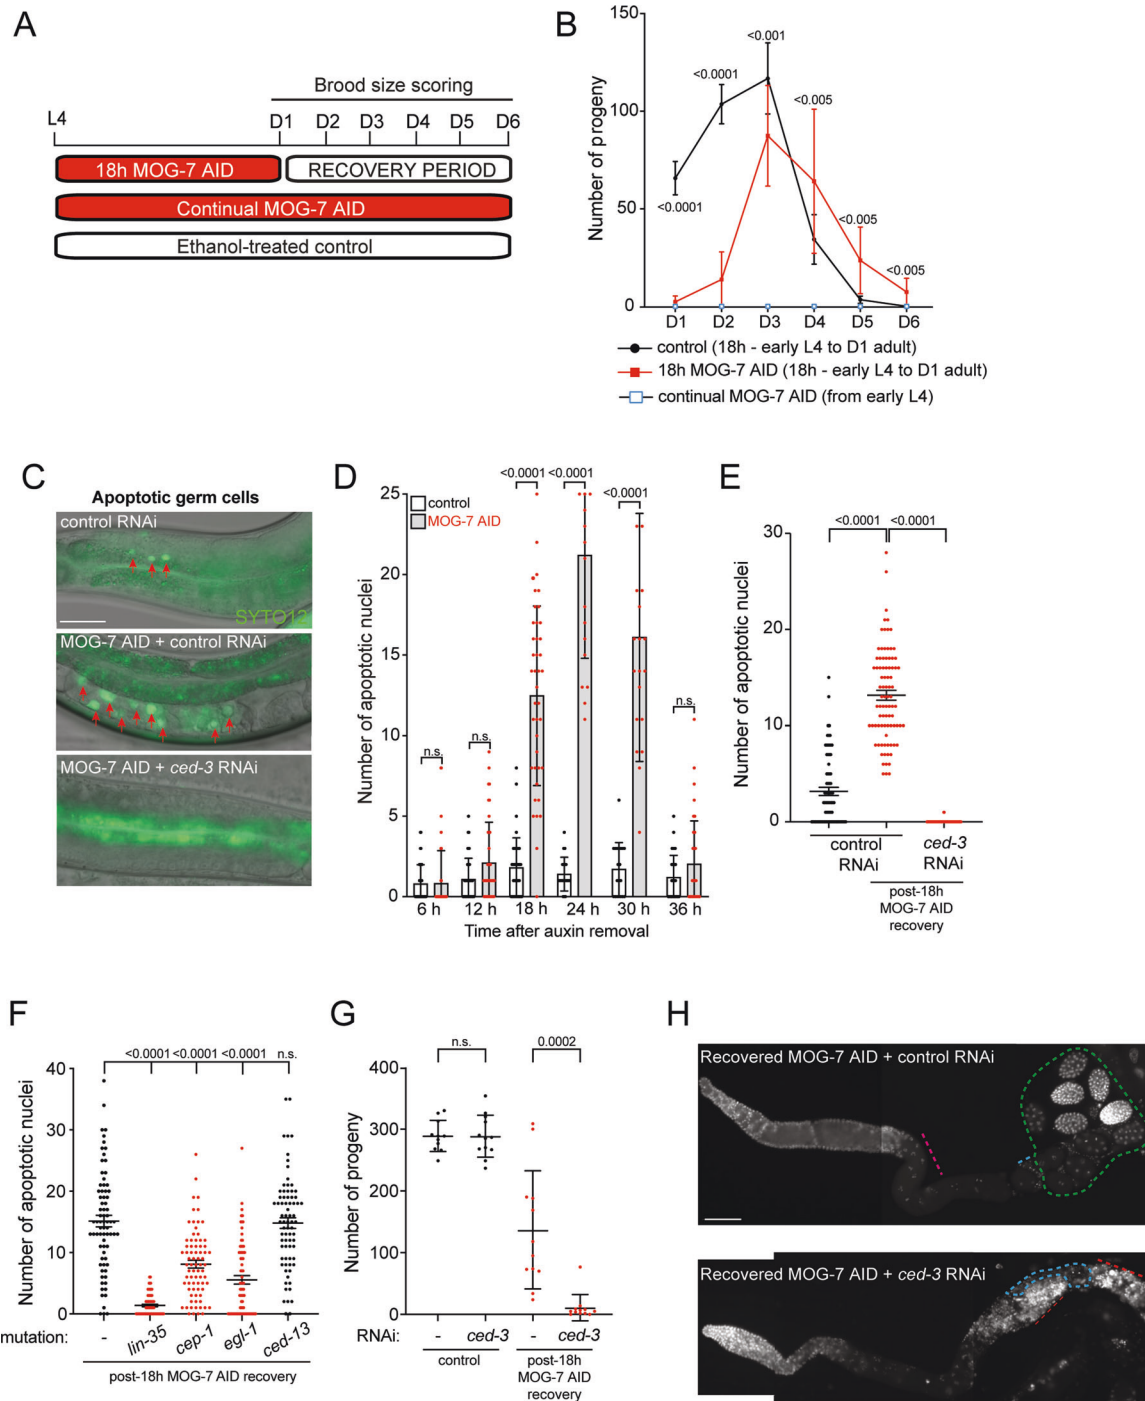 A
Brood size scoring
L4
D1 D2 D3 D4 D5 D6
18h MOG-7 AID
RECOVERY PERIOD
Continual MOG-7 AID
Ethanol-treated control
B
Number of progeny
150
100
50
0
<0.0001
<0.0001
<0.001
<0.005
<0.005
<0.005
D1 D2 D3 D4 D5 D6
control (18h - early L4 to D1 adult)
18h MOG-7 AID (18h - early L4 to D1 adult)
continual MOG-7 AID (from early L4)
C
Apoptotic germ cells
control RNAi
SYTO12
MOG-7 AID + control RNAi
MOG-7 AID + ced-3 RNAi
D
Number of apoptotic nuclei
25
20
15
10
5
0
control
MOG-7 AID
n.s.
n.s.
<0.0001
<0.0001
<0.0001
n.s.
6 h 12 h 18 h 24 h 30 h 36 h
Time after auxin removal
E
Number of apoptotic nuclei
30
20
10
0
<0.0001 <0.0001
control
RNAi
ced-3
RNAi
post-18h
MOG-7 AID
recovery
F
Number of apoptotic nuclei
40
30
20
10
0
<0.0001 <0.0001 <0.0001 n.s.
mutation: - lin-35 cep-1 egl-1 ced-13
post-18h MOG-7 AID recovery
G
Number of progeny
400
300
200
100
0
n.s.
0.0002
RNAi: - ced-3 - ced-3
control
post-18h
MOG-7 AID
recovery
H
Recovered MOG-7 AID + control RNAi
Recovered MOG-7 AID + ced-3 RNAi